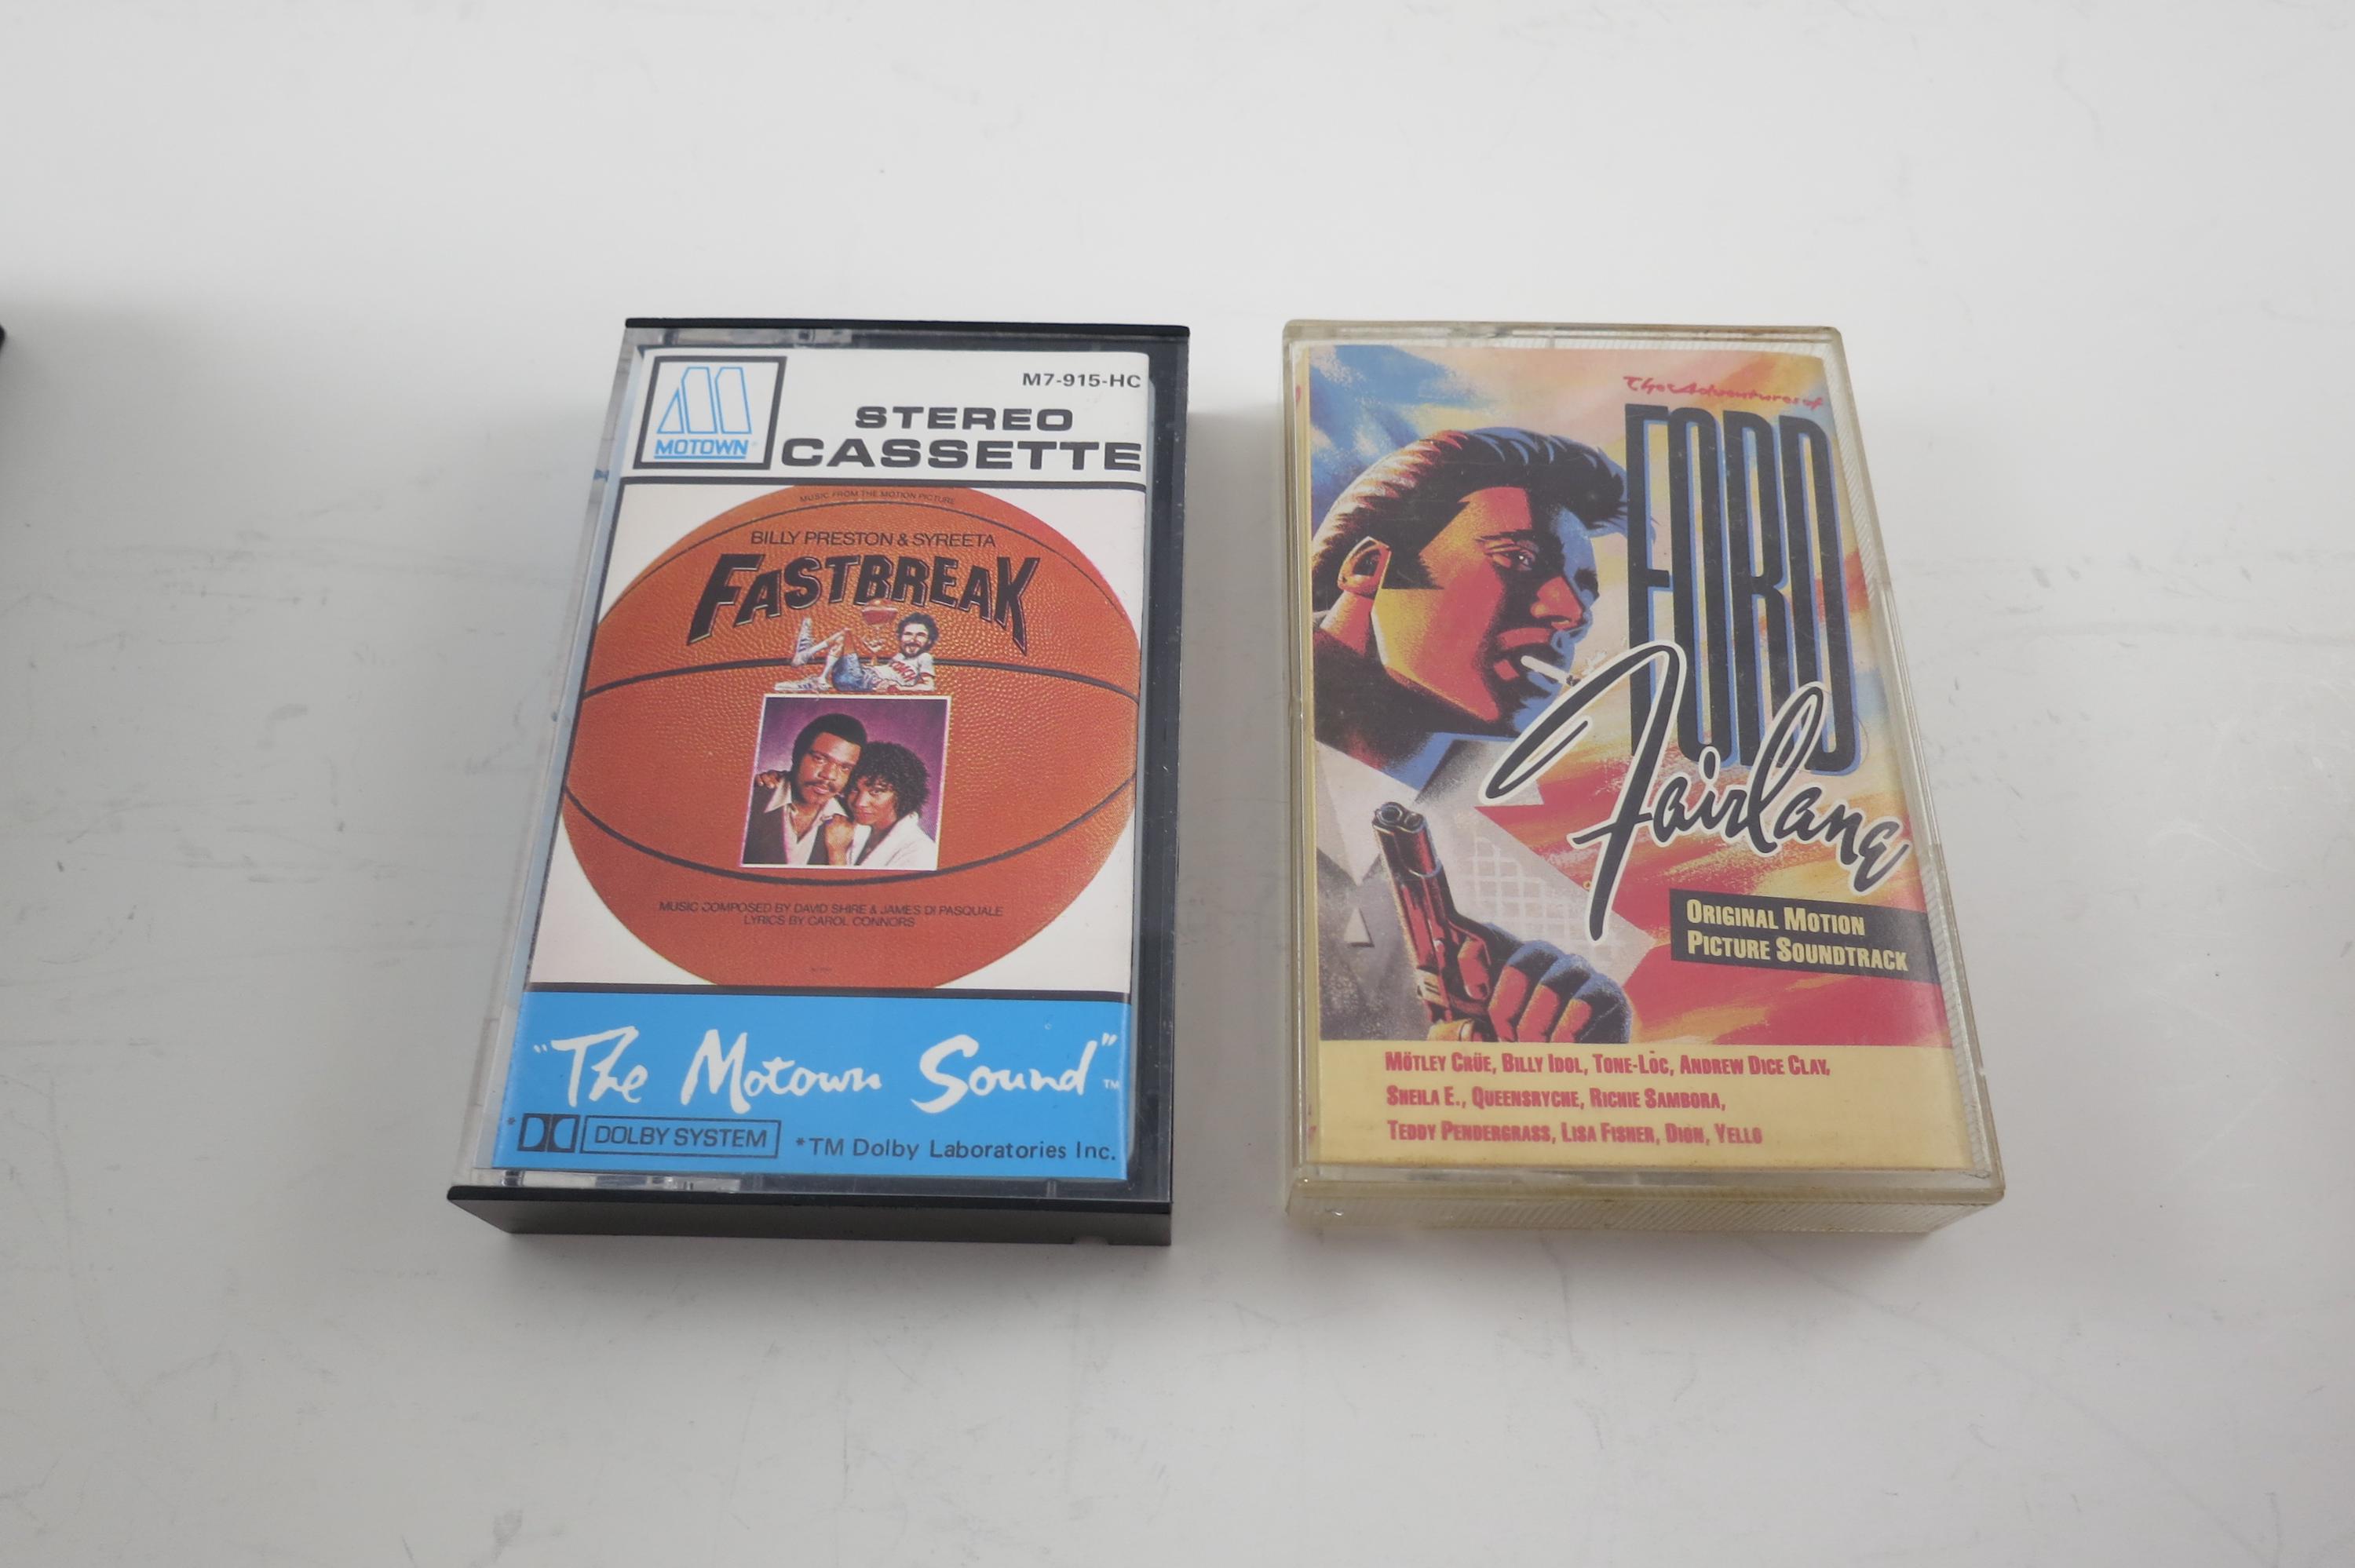 M7-915-HC
MOTOWN
STEREO
CASSETTE
MUSIC FROM THE MOTION PICTURE
BILLY PRESTON & SYREETA
FASTBREAK
MUSIC COMPOSED BY DAVID SHIRE & JAMES DI PASQUALE
LYRICS BY CAROL CONNORS
"The Motown Sound"™
*DOLBY SYSTEM *TM Dolby Laboratories Inc.
The Adventures of
FORD
Fairlane
ORIGINAL MOTION
PICTURE SOUNDTRACK
MÖTLEY CRÜE, BILLY IDOL, TONE-LŌC, ANDREW DICE CLAY,
SHEILA E., QUEENSRYCHE, RICHIE SAMBORA,
TEDDY PENDERGRASS, LISA FISHER, DION, YELLO